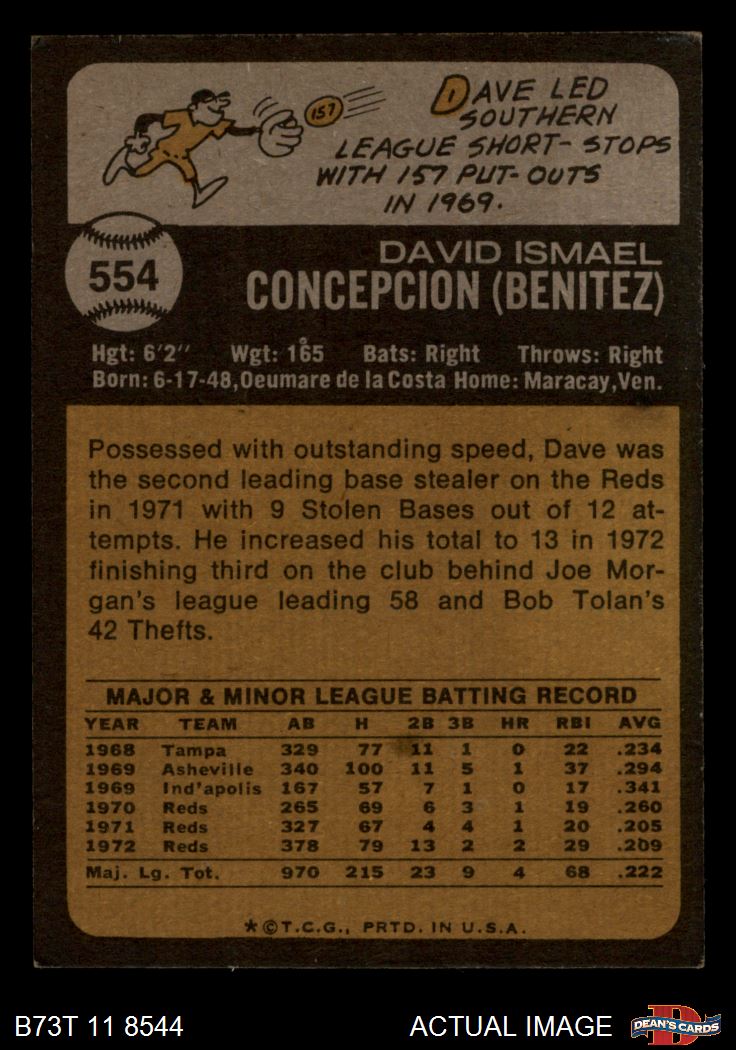 DAVE LED
SOUTHERN
LEAGUE SHORT-STOPS
WITH 157 PUT-OUTS
IN 1969.
157
554
DAVID ISMAEL
CONCEPCION (BENITEZ)
Hgt: 6'2" Wgt: 165 Bats: Right Throws: Right
Born: 6-17-48, Oeumare de la Costa Home: Maracay, Ven.
Possessed with outstanding speed, Dave was
the second leading base stealer on the Reds
in 1971 with 9 Stolen Bases out of 12 at-
tempts. He increased his total to 13 in 1972
finishing third on the club behind Joe Mor-
gan's league leading 58 and Bob Tolan's
42 Thefts.
MAJOR & MINOR LEAGUE BATTING RECORD
YEAR TEAM AB H 2B 3B HR RBI AVG
1968 Tampa 329 77 11 1 0 22 .234
1969 Asheville 340 100 11 5 1 37 .294
1969 Ind'apolis 167 57 7 1 0 17 .341
1970 Reds 265 69 6 3 1 19 .260
1971 Reds 327 67 4 4 1 20 .205
1972 Reds 378 79 13 2 2 29 .209
Maj. Lg. Tot. 970 215 23 9 4 68 .222
*©T.C.G., PRTD. IN U.S.A.
B73T 11 8544 ACTUAL IMAGE DEAN'S CARDS